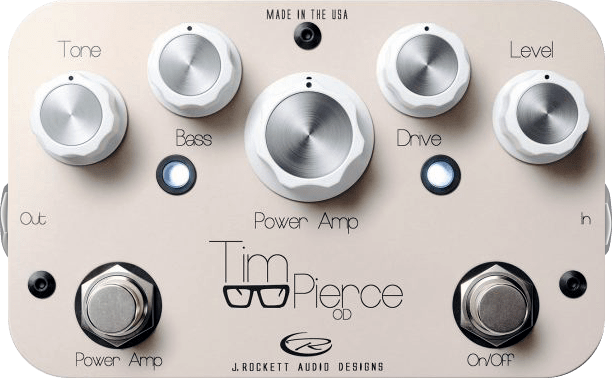 MADE IN THE USA
Tone
Level
Bass
Drive
Out
Power Amp
In
Tim
Pierce
OD
Power Amp
On/Off
J. ROCKETT AUDIO DESIGNS